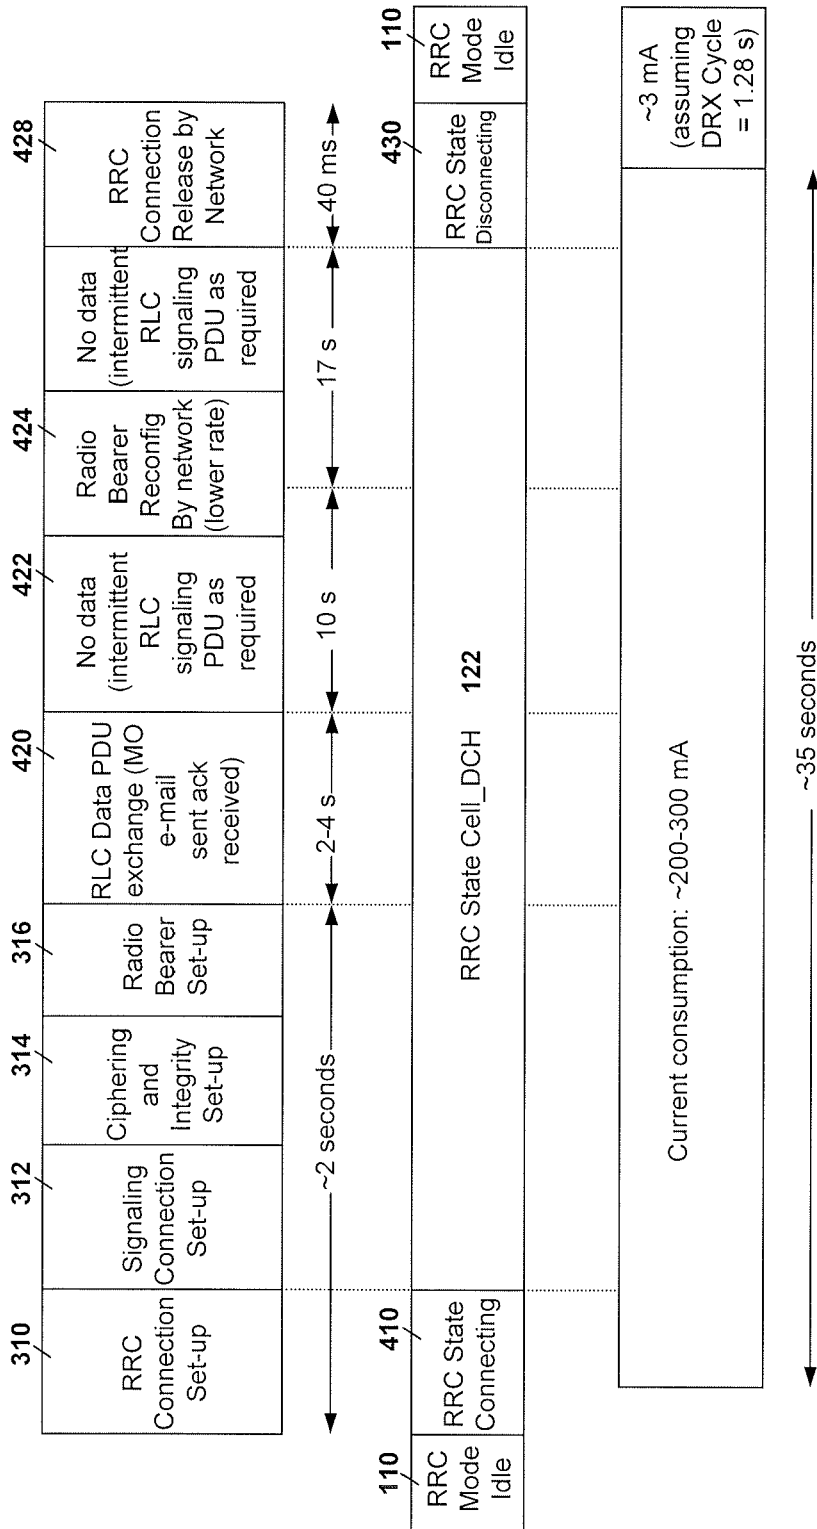 310
RRC
Connection
Set-up
312
Signaling
Connection
Set-up
314
Ciphering
and
Integrity
Set-up
316
Radio
Bearer
Set-up
420
RLC Data PDU
exchange (MO
e-mail
sent ack
received)
422
No data
(intermittent
RLC
signaling
PDU as
required
424
Radio
Bearer
Reconfig
By network
(lower rate)
No data
(intermittent
RLC
signaling
PDU as
required
428
RRC
Connection
Release by
Network
~2 seconds
2-4 s
10 s
17 s
40 ms
110
RRC
Mode
Idle
410
RRC State
Connecting
RRC State Cell_DCH 122
430
RRC State
Disconnecting
110
RRC
Mode
Idle
Current consumption: ~200-300 mA
~3 mA
(assuming
DRX Cycle
= 1.28 s)
~35 seconds